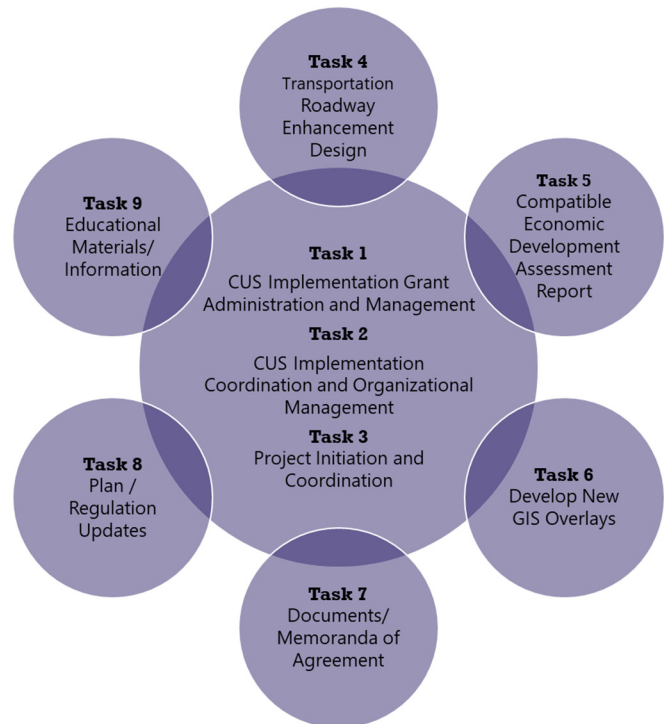 Task 4
Transportation
Roadway
Enhancement
Design
Task 5
Compatible
Economic
Development
Assessment
Report
Task 9
Educational
Materials/
Information
Task 1
CUS Implementation Grant
Administration and Management
Task 2
CUS Implementation
Coordination and Organizational
Management
Task 3
Project Initiation and
Coordination
Task 8
Plan /
Regulation
Updates
Task 6
Develop New
GIS Overlays
Task 7
Documents/
Memoranda of
Agreement